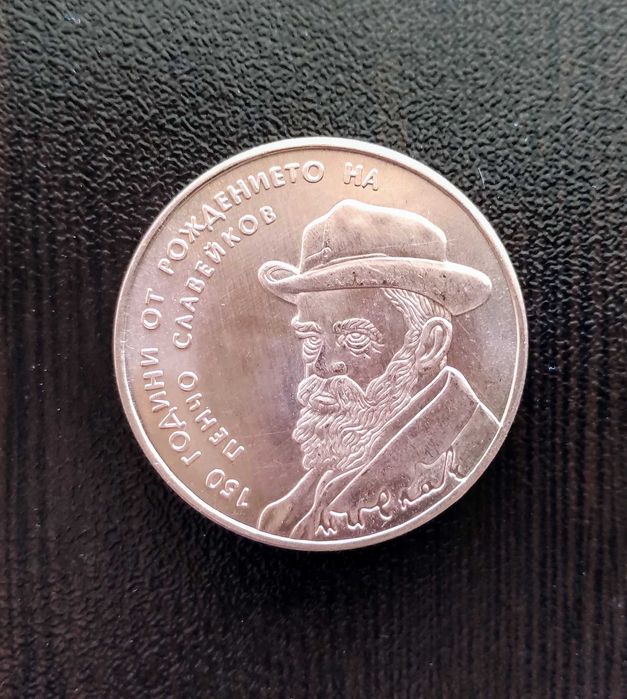 150 ГОДИНИ ОТ РОЖДЕНИЕТО НА
ПЕНЧО СЛАВЕЙКОВ